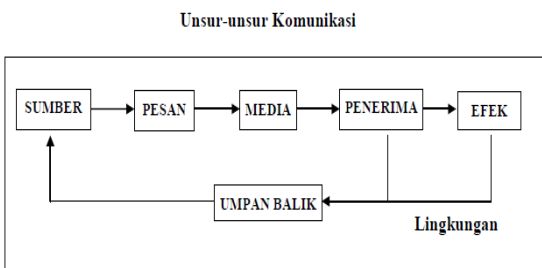 Unsur-unsur Komunikasi
SUMBER
PESAN
MEDIA
PENERIMA
EFEK
UMPAN BALIK
Lingkungan